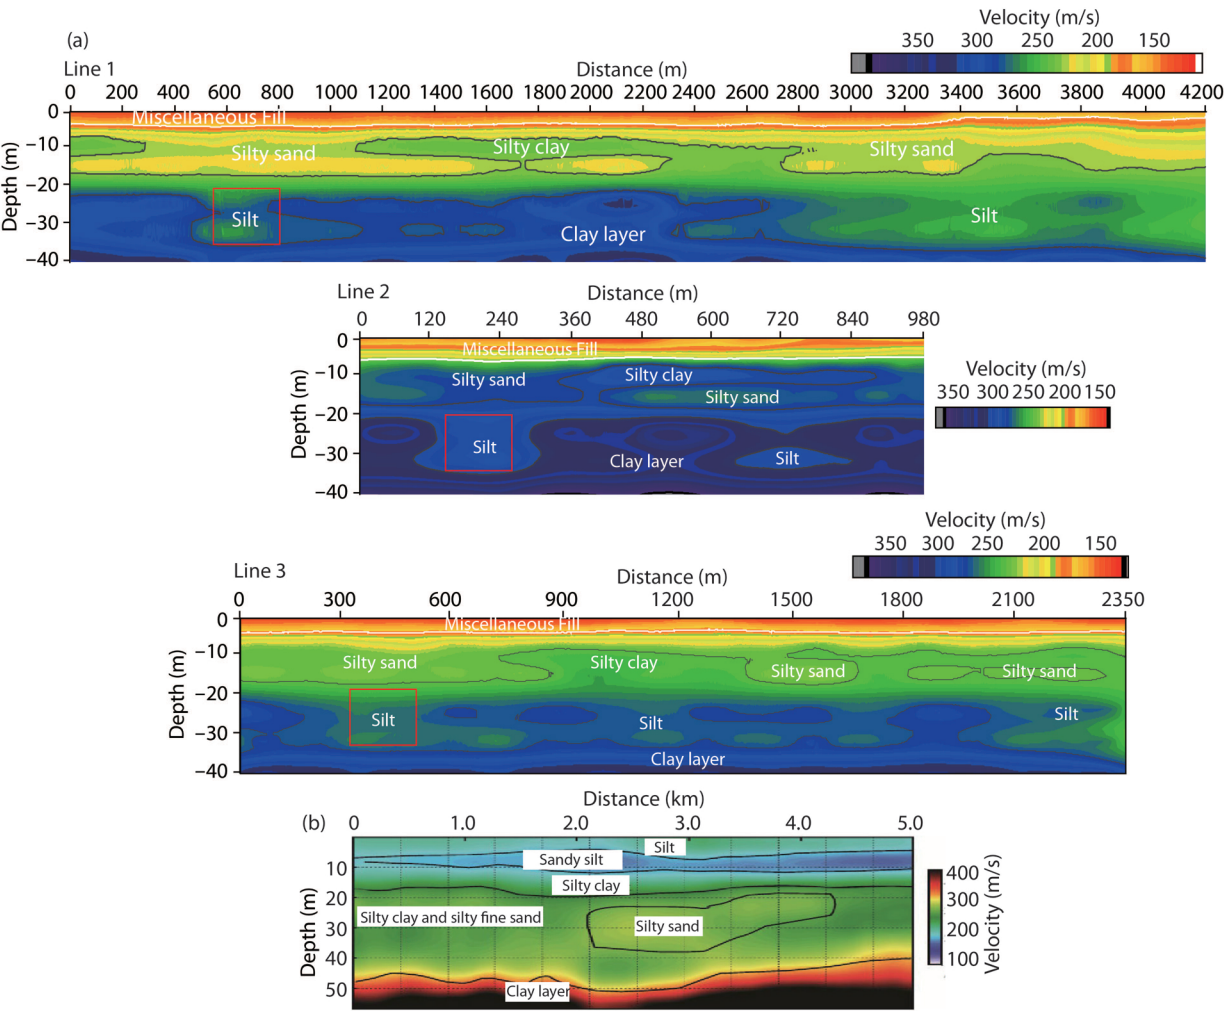 (a)
Velocity (m/s)
350 300 250 200 150
Line 1
Distance (m)
0 200 400 600 800 1000 1200 1400 1600 1800 2000 2200 2400 2600 2800 3000 3200 3400 3600 3800 4000 4200
Depth (m)
0
−10
−20
−30
−40
Miscellaneous Fill
Silty sand
Silty clay
Silty sand
Silt
Clay layer
Silt
Line 2
Distance (m)
0 120 240 360 480 600 720 840 980
Depth (m)
0
−10
−20
−30
−40
Miscellaneous Fill
Silty sand
Silty clay
Silty sand
Silt
Clay layer
Silt
Velocity (m/s)
350 300 250 200 150
Velocity (m/s)
350 300 250 200 150
Line 3
Distance (m)
0 300 600 900 1200 1500 1800 2100 2350
Depth (m)
0
−10
−20
−30
−40
Miscellaneous Fill
Silty sand
Silty clay
Silty sand
Silty sand
Silt
Silt
Silt
Clay layer
(b)
Distance (km)
0 1.0 2.0 3.0 4.0 5.0
Depth (m)
10
20
30
40
50
Silt
Sandy silt
Silty clay
Silty clay and silty fine sand
Silty sand
Clay layer
400
300
200
100
Velocity (m/s)